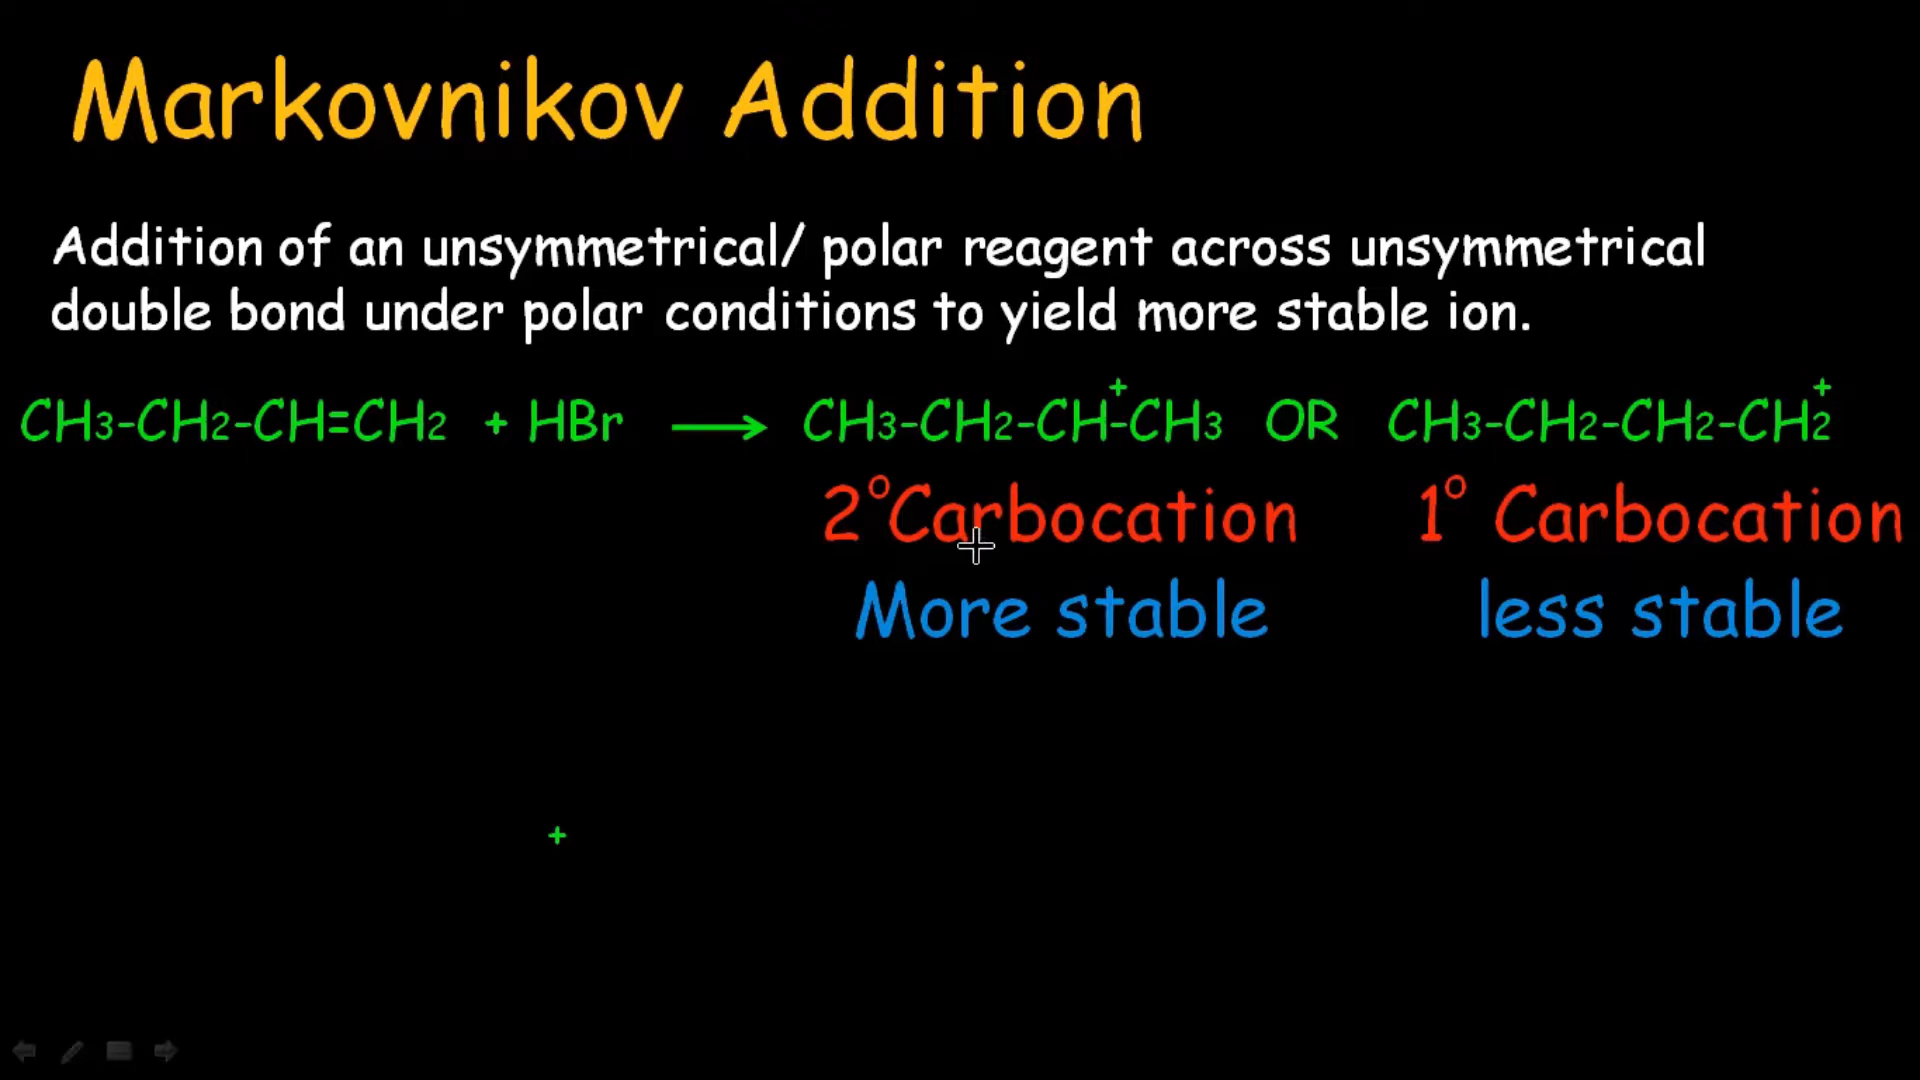 Markovnikov Addition
Addition of an unsymmetrical/ polar reagent across unsymmetrical
double bond under polar conditions to yield more stable ion.
CH3-CH2-CH=CH2 + HBr ⟶ CH3-CH2-CH⁺-CH3 OR CH3-CH2-CH2-CH2⁺
2°Carbocation 1° Carbocation
More stable less stable
+